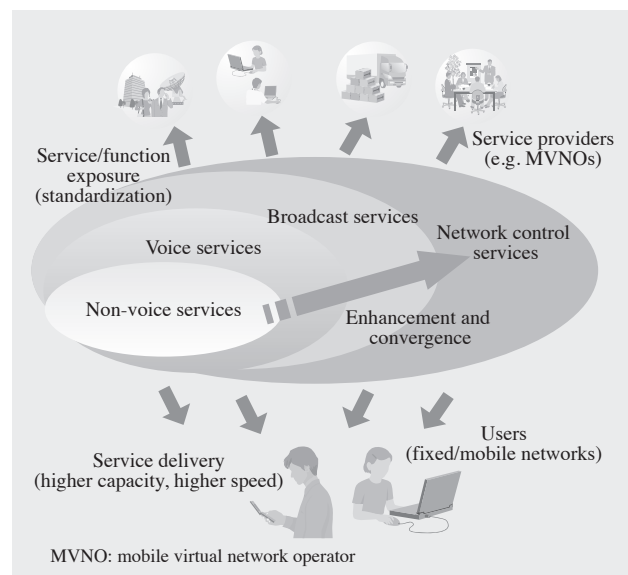 Service/function
exposure
(standardization)
Service providers
(e.g. MVNOs)
Broadcast services
Network control
services
Voice services
Non-voice services
Enhancement and
convergence
Service delivery
(higher capacity, higher speed)
Users
(fixed/mobile networks)
MVNO: mobile virtual network operator